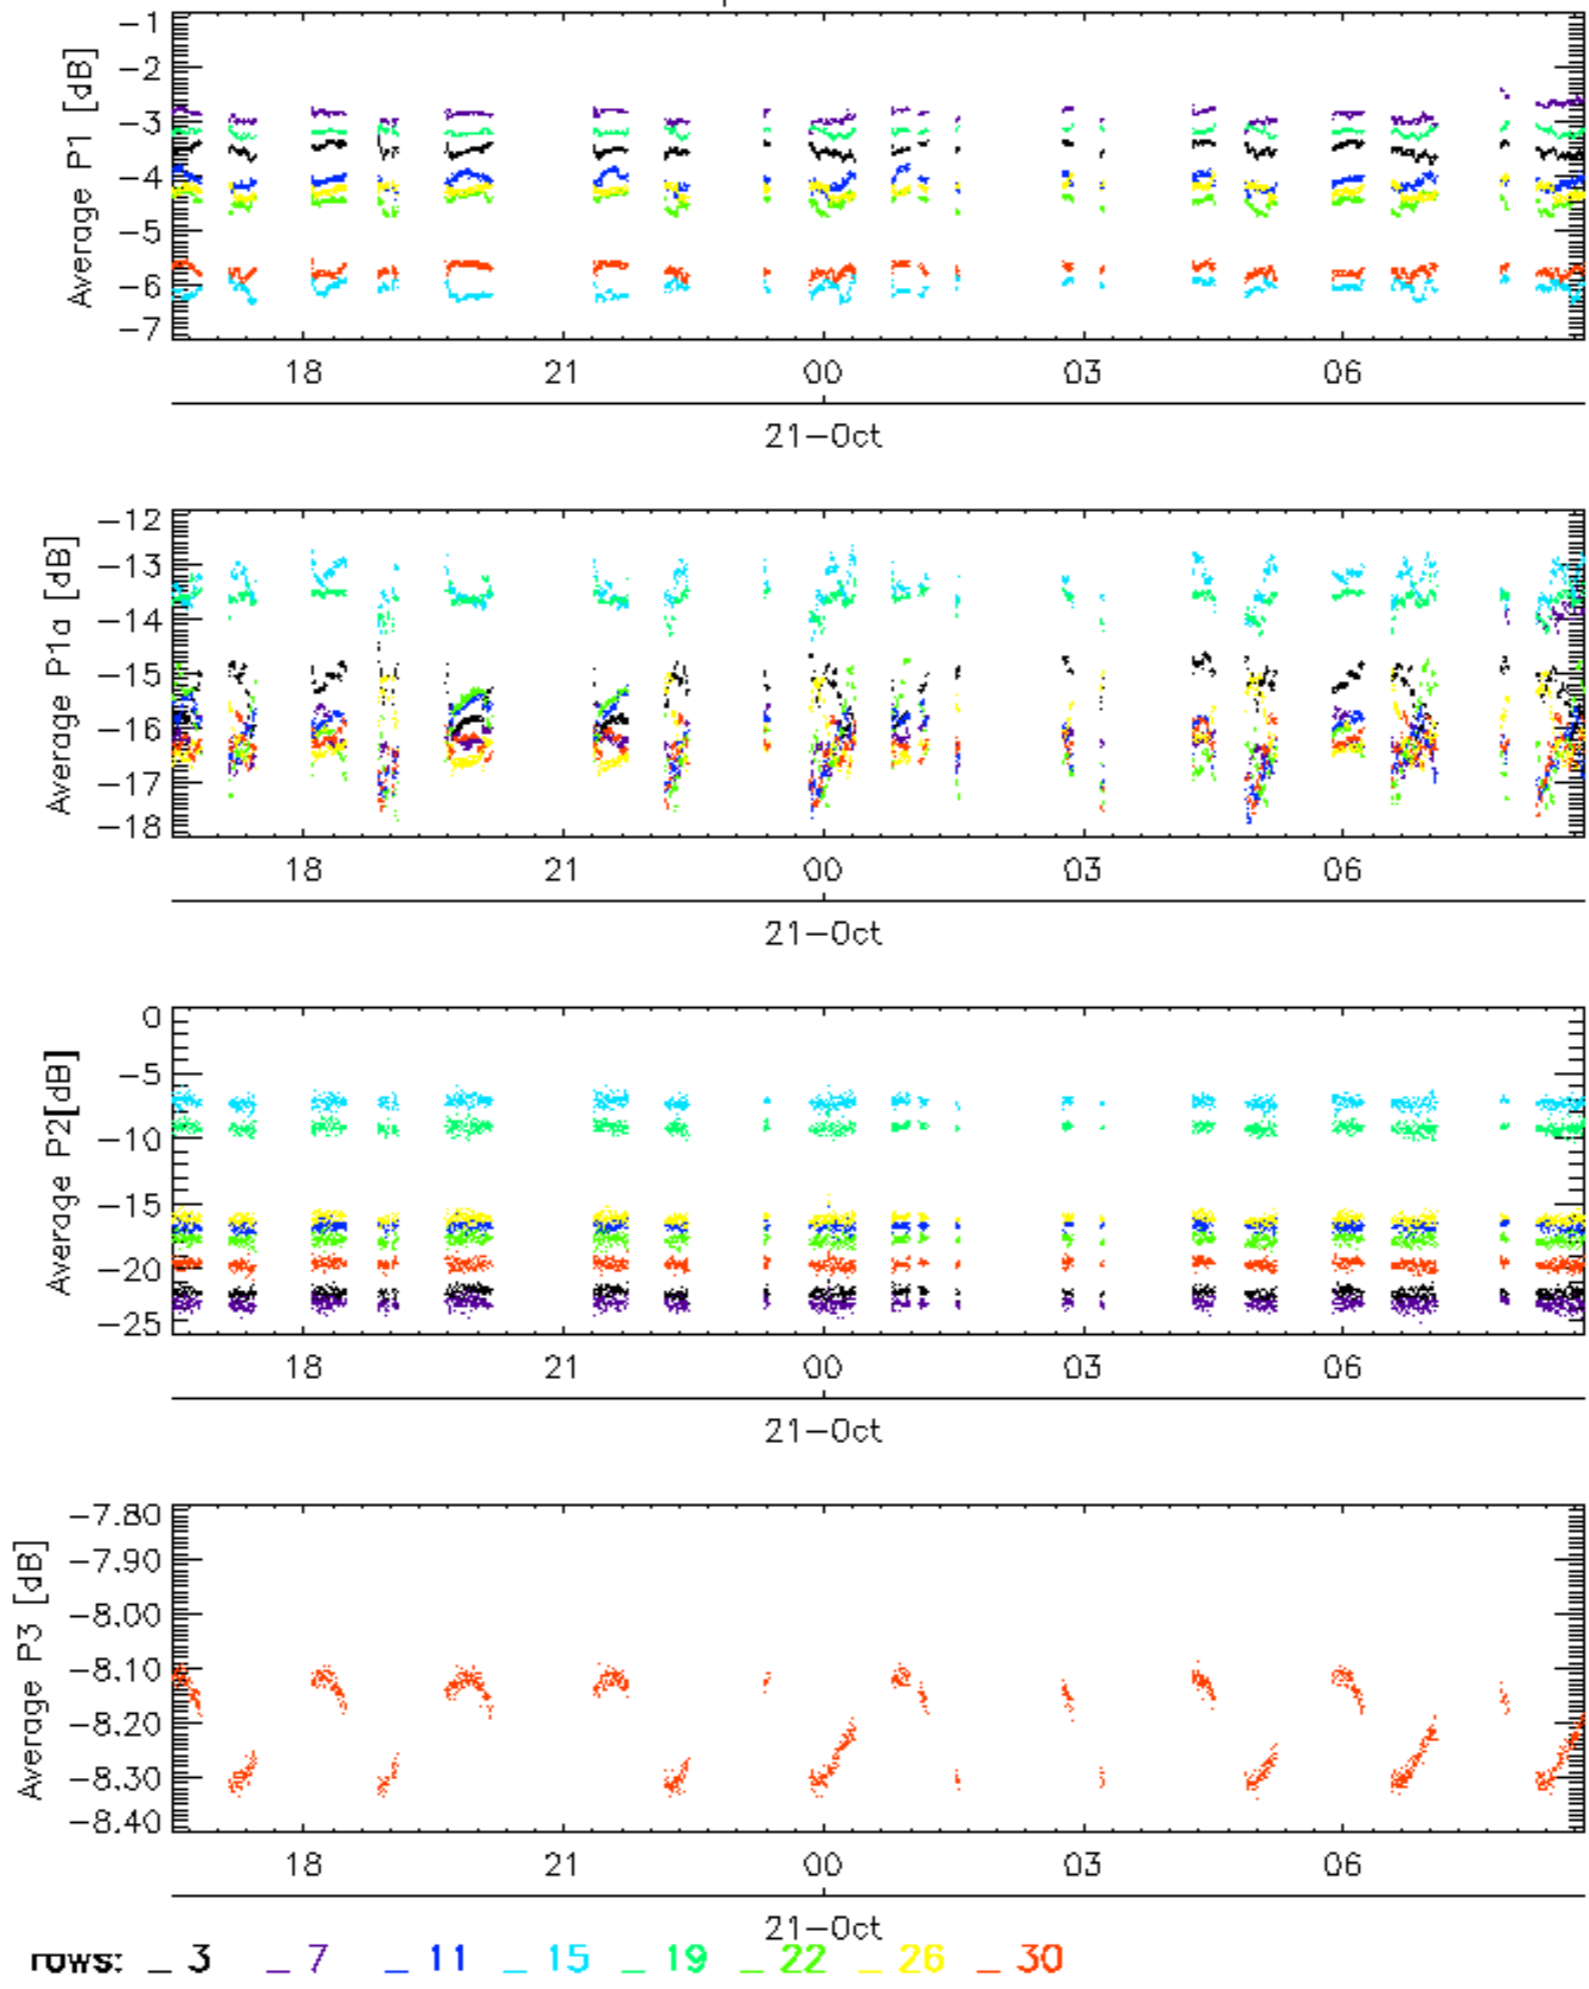 Average P1 [dB]
−1
−2
−3
−4
−5
−6
−7
18 21 00 03 06
21−Oct
Average P1a [dB]
−12
−13
−14
−15
−16
−17
−18
18 21 00 03 06
21−Oct
Average P2[dB]
0
−5
−10
−15
−20
−25
18 21 00 03 06
21−Oct
Average P3 [dB]
−7.80
−7.90
−8.00
−8.10
−8.20
−8.30
−8.40
18 21 00 03 06
21−Oct
rows: _ 3 _ 7 _ 11 _ 15 _ 19 _ 22 _ 26 _ 30